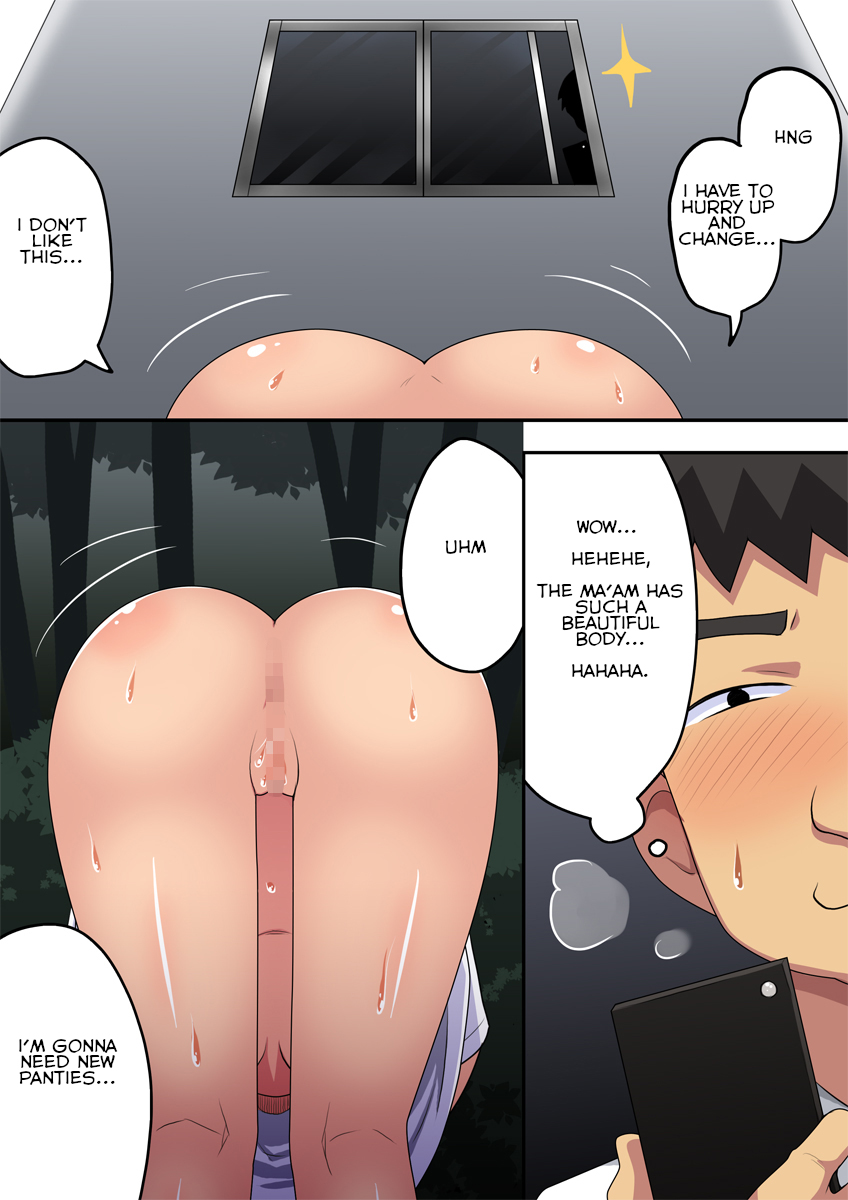 HNG
I HAVE TO
HURRY UP
AND
CHANGE...
I DON'T
LIKE
THIS...
UHM
WOW...
HEHEHE,
THE MA'AM HAS
SUCH A
BEAUTIFUL
BODY...
HAHAHA.
I'M GONNA
NEED NEW
PANTIES...